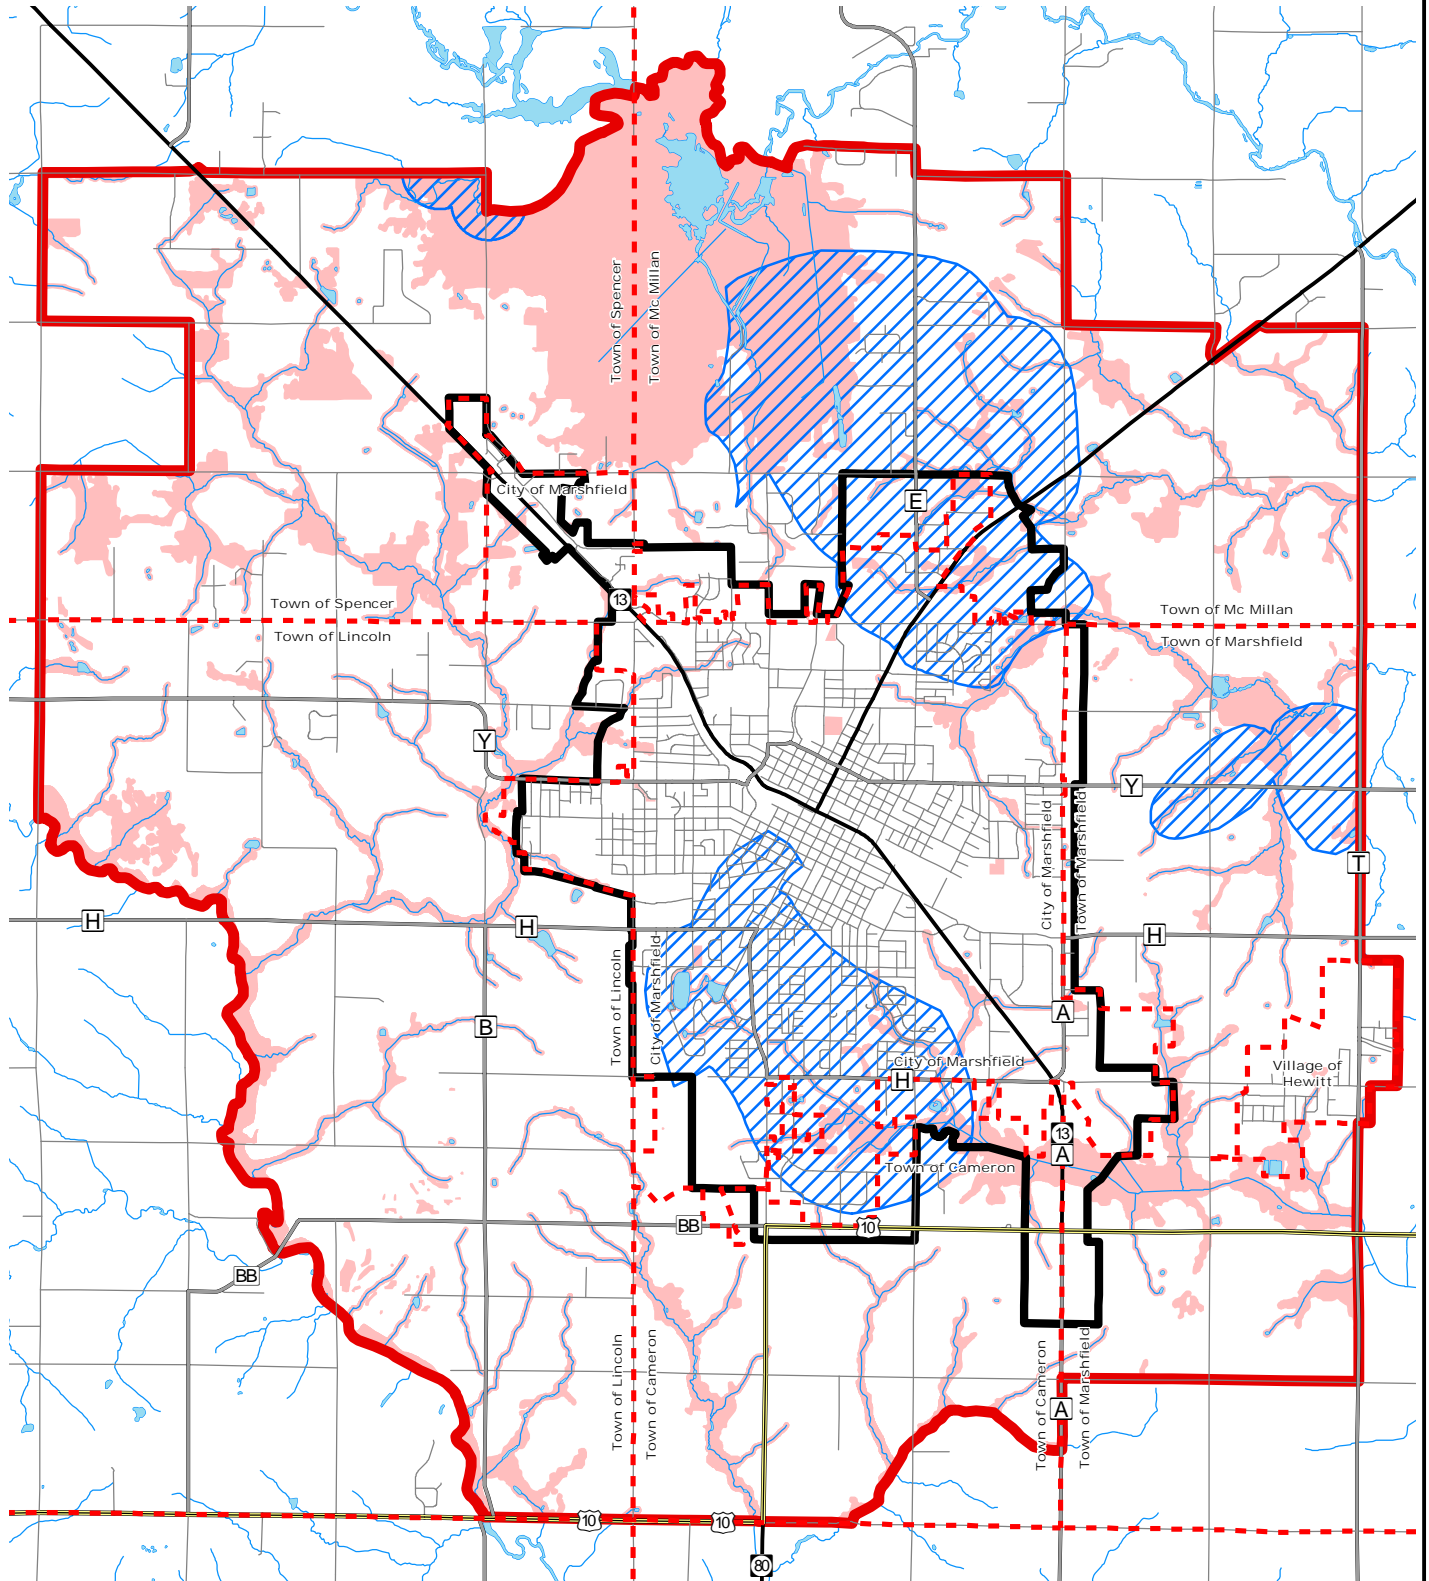 Town of Spencer
Town of Mc Millan
City of Marshfield
E
13
Town of Spencer
Town of Lincoln
Town of Mc Millan
Town of Marshfield
Y
Y
City of Marshfield
Town of Marshfield
T
H
H
H
Town of Lincoln
City of Marshfield
A
B
City of Marshfield
H
Village of
Hewitt
13
A
Town of Cameron
BB
10
BB
Town of Lincoln
Town of Cameron
Town of Cameron
Town of Marshfield
A
10
10
80